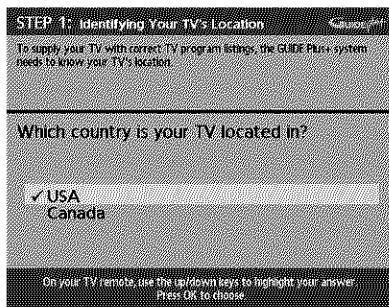 STEP 1: Identifying Your TV's Location
GUIDE Plus+
To supply your TV with correct TV program listings, the GUIDE Plus+ system
needs to know your TV's location.
Which country is your TV located in?
✓ USA
Canada
On your TV remote, use the up/down keys to highlight your answer
Press OK to choose